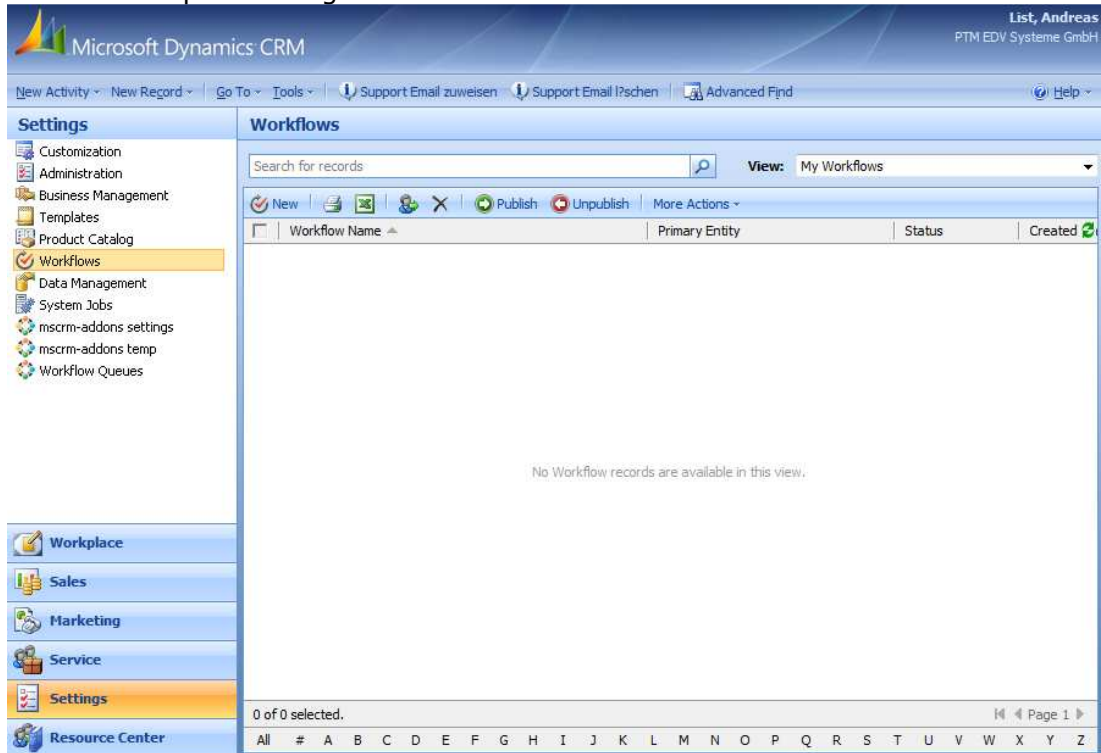 List, Andreas
Microsoft Dynamics CRM
PTM EDV Systeme GmbH
New Activity New Record Go To Tools Support Email zuweisen Support Email l?schen Advanced Find Help
Settings
Workflows
Customization
Administration
Business Management
Templates
Product Catalog
Workflows
Data Management
System Jobs
mscrm-addons settings
mscrm-addons temp
Workflow Queues
Search for records
View: My Workflows
New Publish Unpublish More Actions
Workflow Name Primary Entity Status Created
No Workflow records are available in this view.
Workplace
Sales
Marketing
Service
Settings
Resource Center
0 of 0 selected. Page 1
All # A B C D E F G H I J K L M N O P Q R S T U V W X Y Z